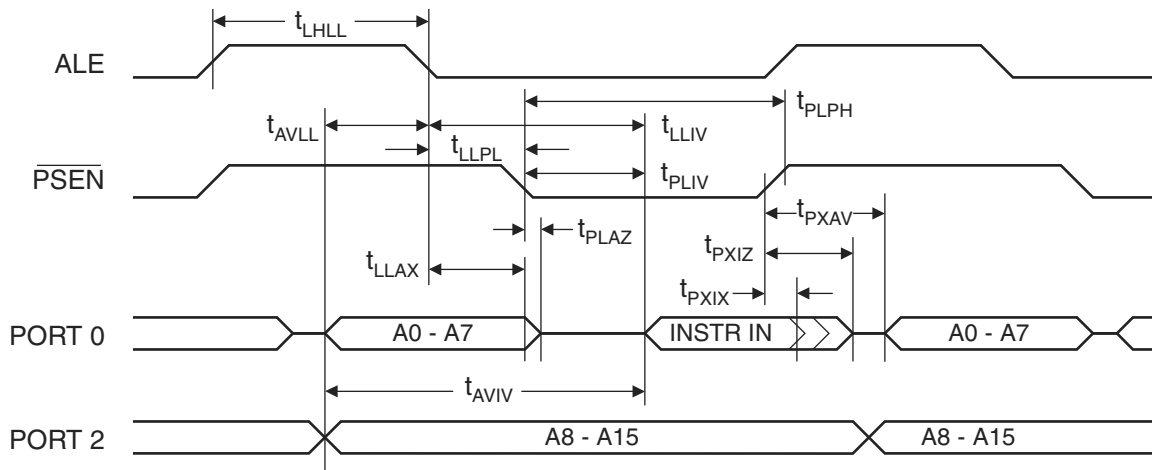 tLHLL
ALE
tPLPH
tAVLL
tLLIV
tLLPL
PSEN
tPLIV
tPXAV
tPLAZ
tPXIZ
tLLAX
tPXIX
PORT 0
A0 - A7
INSTR IN
A0 - A7
tAVIV
PORT 2
A8 - A15
A8 - A15